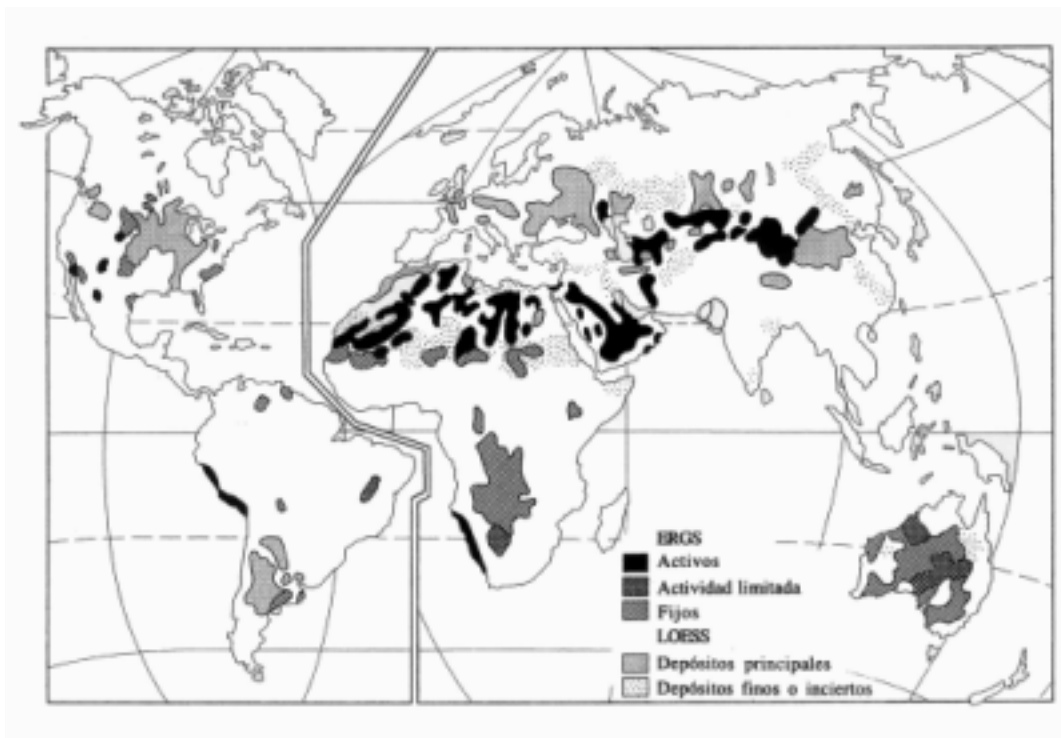 ERGS
Activos
Actividad limitada
Fijos
LOESS
Depósitos principales
Depósitos finos o inciertos